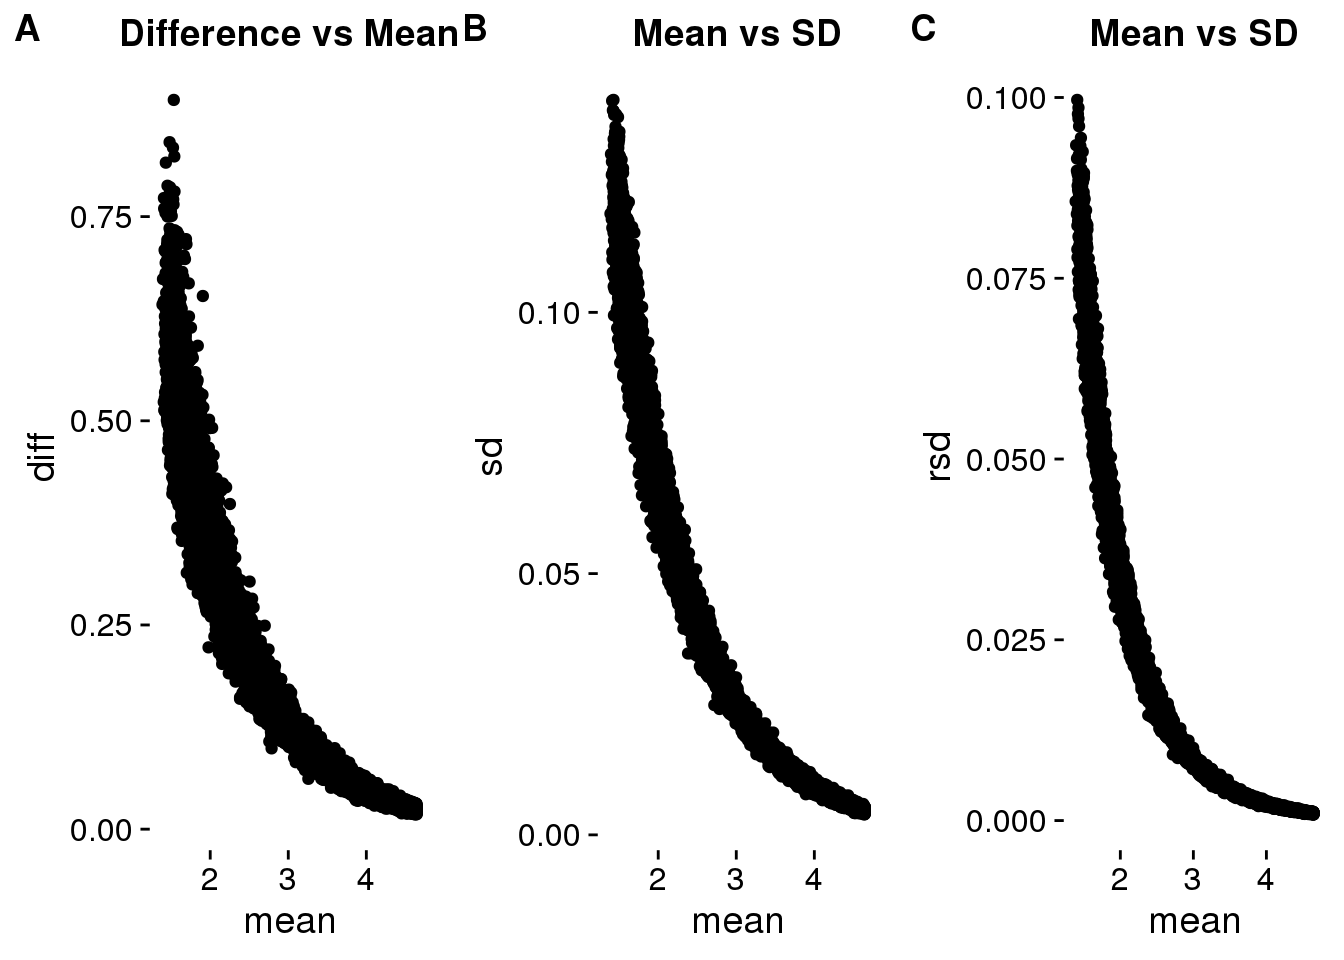 A
Difference vs Mean
diff
0.75
0.50
0.25
0.00
2 3 4
mean
B
Mean vs SD
sd
0.10
0.05
0.00
2 3 4
mean
C
Mean vs SD
rsd
0.100
0.075
0.050
0.025
0.000
2 3 4
mean